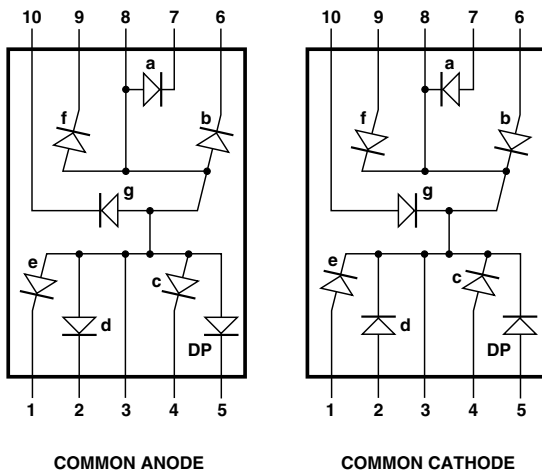 10 9 8 7 6
a
f
b
g
e
c
d
DP
1 2 3 4 5
COMMON ANODE
10 9 8 7 6
a
f
b
g
e
c
d
DP
1 2 3 4 5
COMMON CATHODE